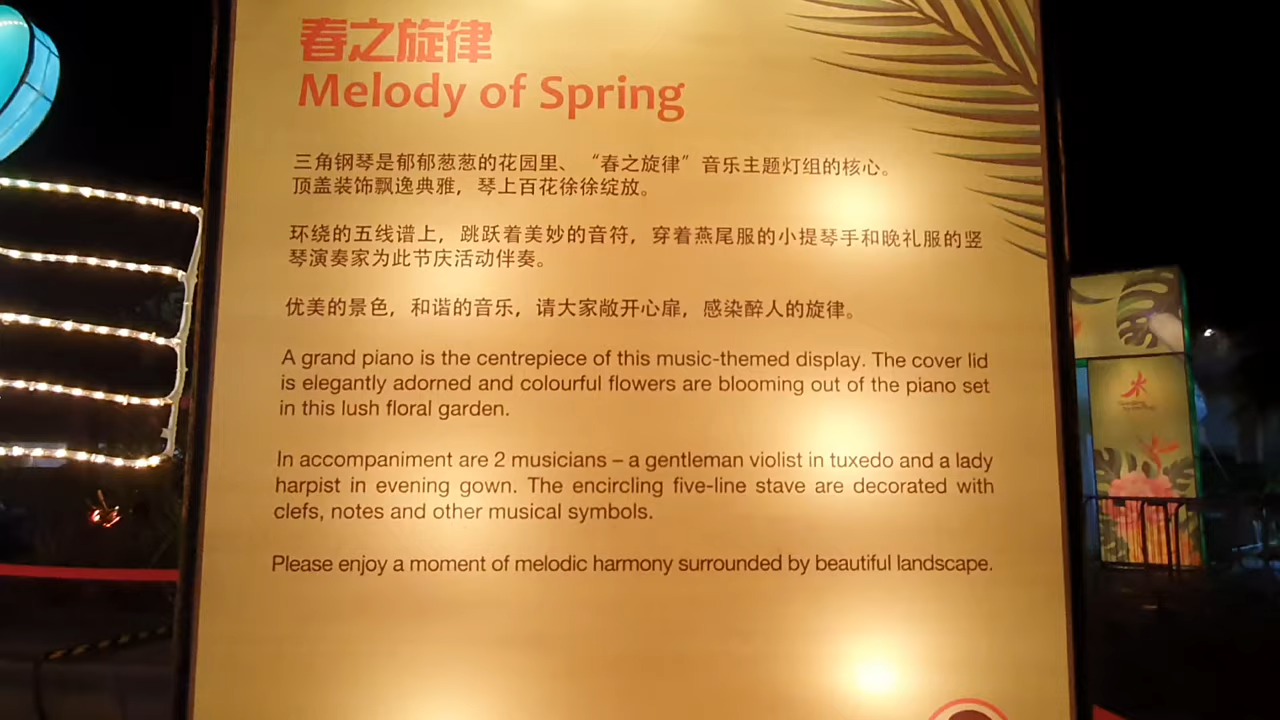 春之旋律
Melody of Spring
三角钢琴是郁郁葱葱的花园里、“春之旋律”音乐主题灯组的核心。
顶盖装饰飘逸典雅，琴上百花徐徐绽放。
环绕的五线谱上，跳跃着美妙的音符，穿着燕尾服的小提琴手和晚礼服的竖
琴演奏家为此节庆活动伴奏。
优美的景色，和谐的音乐，请大家敞开心扉，感染醉人的旋律。
A grand piano is the centrepiece of this music-themed display. The cover lid
is elegantly adorned and colourful flowers are blooming out of the piano set
in this lush floral garden.
In accompaniment are 2 musicians – a gentleman violist in tuxedo and a lady
harpist in evening gown. The encircling five-line stave are decorated with
clefs, notes and other musical symbols.
Please enjoy a moment of melodic harmony surrounded by beautiful landscape.